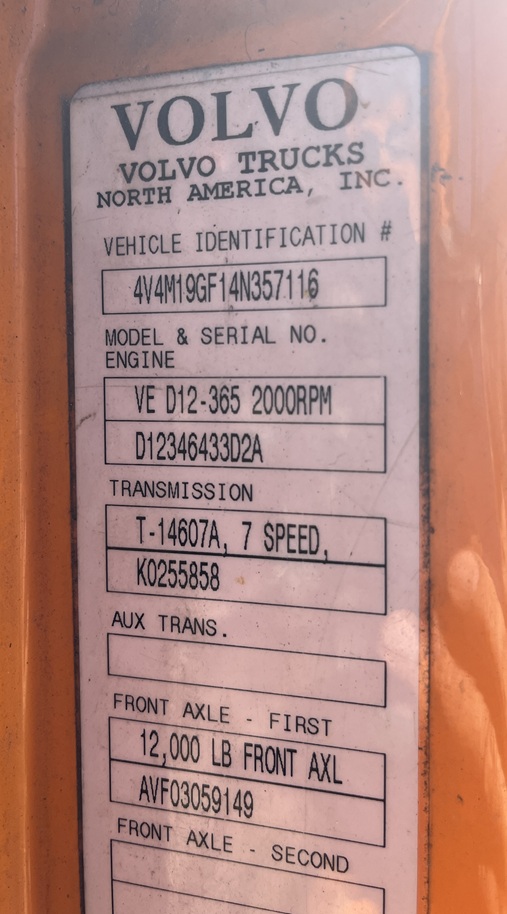 VOLVO
VOLVO TRUCKS
NORTH AMERICA, INC.
VEHICLE IDENTIFICATION #
4V4M19GF14N357116
MODEL & SERIAL NO.
ENGINE
VE D12-365 2000RPM
D12346433D2A
TRANSMISSION
T-14607A, 7 SPEED,
K0255858
AUX TRANS.
FRONT AXLE - FIRST
12,000 LB FRONT AXL
AVF03059149
FRONT AXLE - SECOND